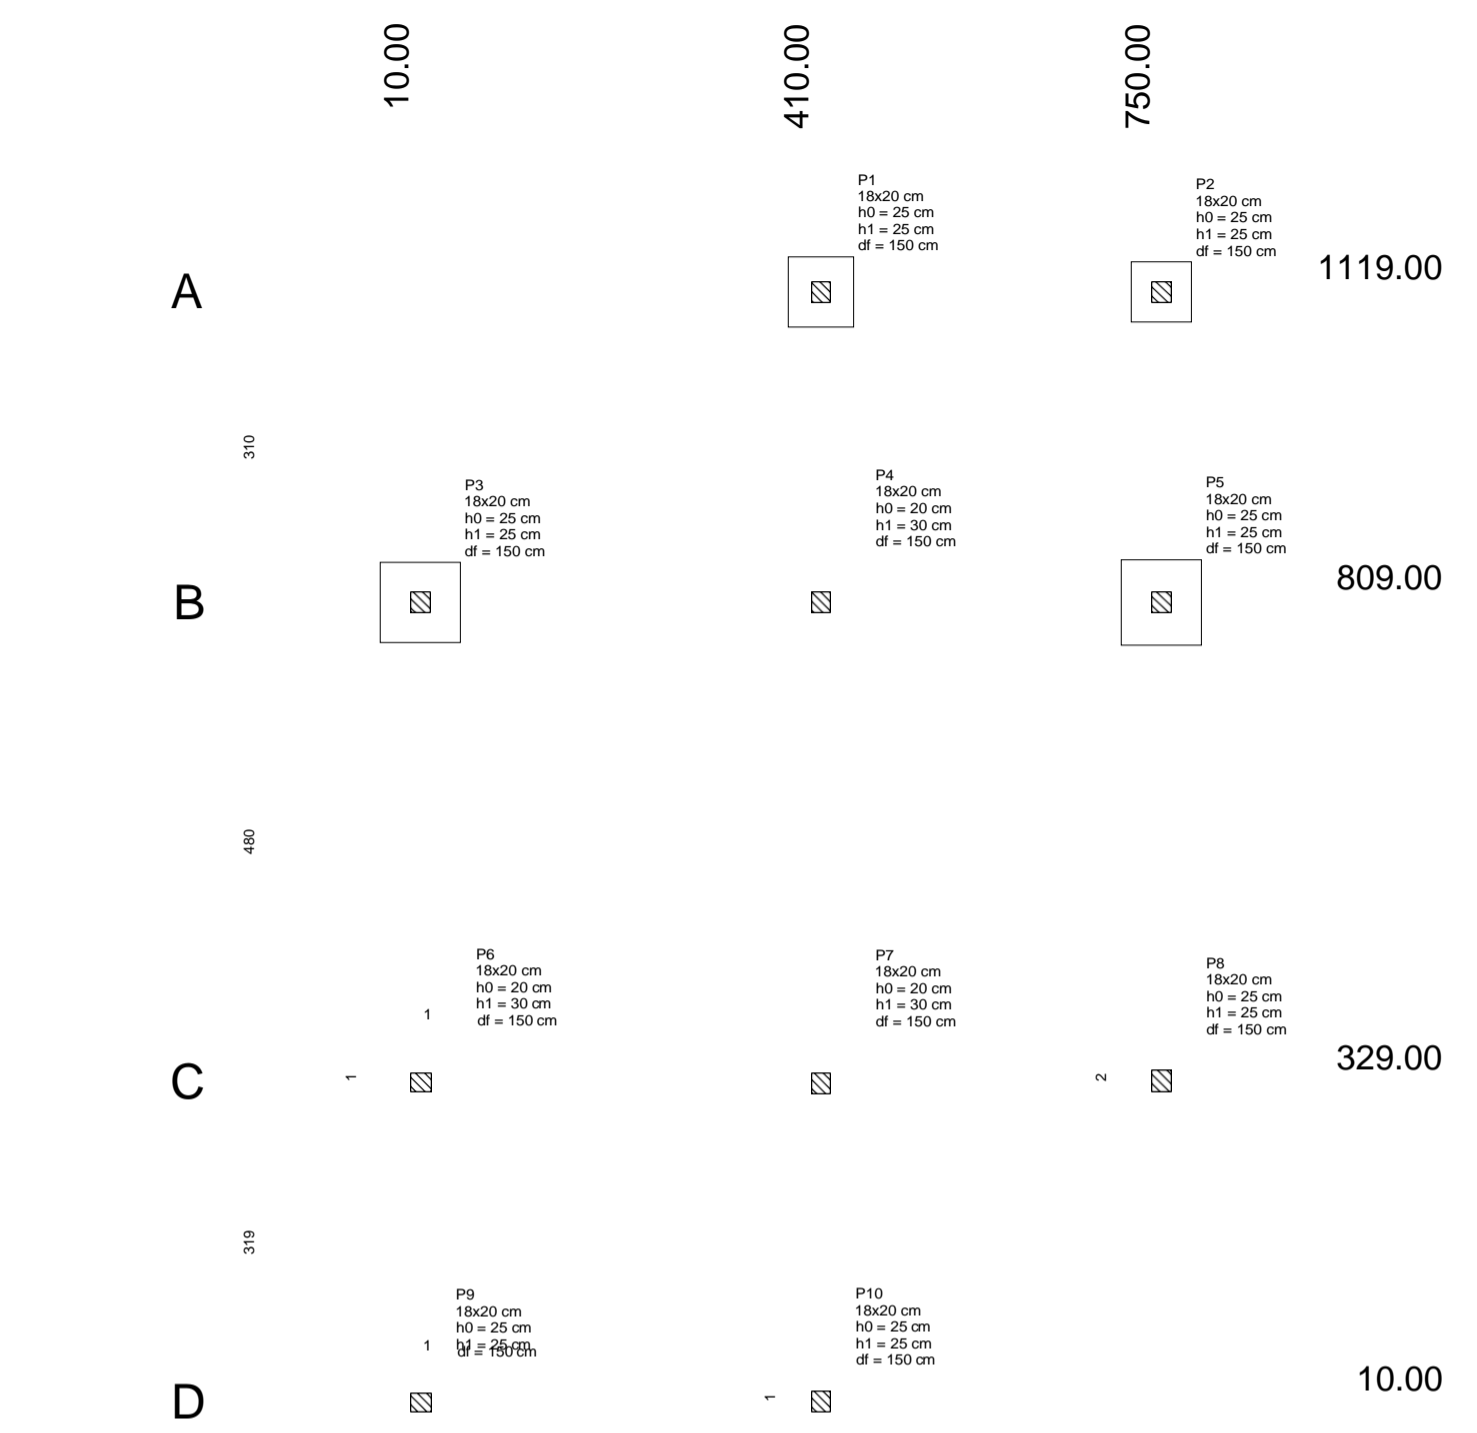 10.00
410.00
750.00
P1
18x20 cm
h0 = 25 cm
h1 = 25 cm
df = 150 cm
P2
18x20 cm
h0 = 25 cm
h1 = 25 cm
df = 150 cm
A
1119.00
310
P3
18x20 cm
h0 = 25 cm
h1 = 25 cm
df = 150 cm
P4
18x20 cm
h0 = 20 cm
h1 = 30 cm
df = 150 cm
P5
18x20 cm
h0 = 25 cm
h1 = 25 cm
df = 150 cm
B
809.00
480
P6
18x20 cm
h0 = 20 cm
h1 = 30 cm
df = 150 cm
1
P7
18x20 cm
h0 = 20 cm
h1 = 30 cm
df = 150 cm
P8
18x20 cm
h0 = 25 cm
h1 = 25 cm
df = 150 cm
C
1
2
329.00
319
P9
18x20 cm
h0 = 25 cm
h1 = 25 cm
df = 150 cm
1
P10
18x20 cm
h0 = 25 cm
h1 = 25 cm
df = 150 cm
D
1
10.00